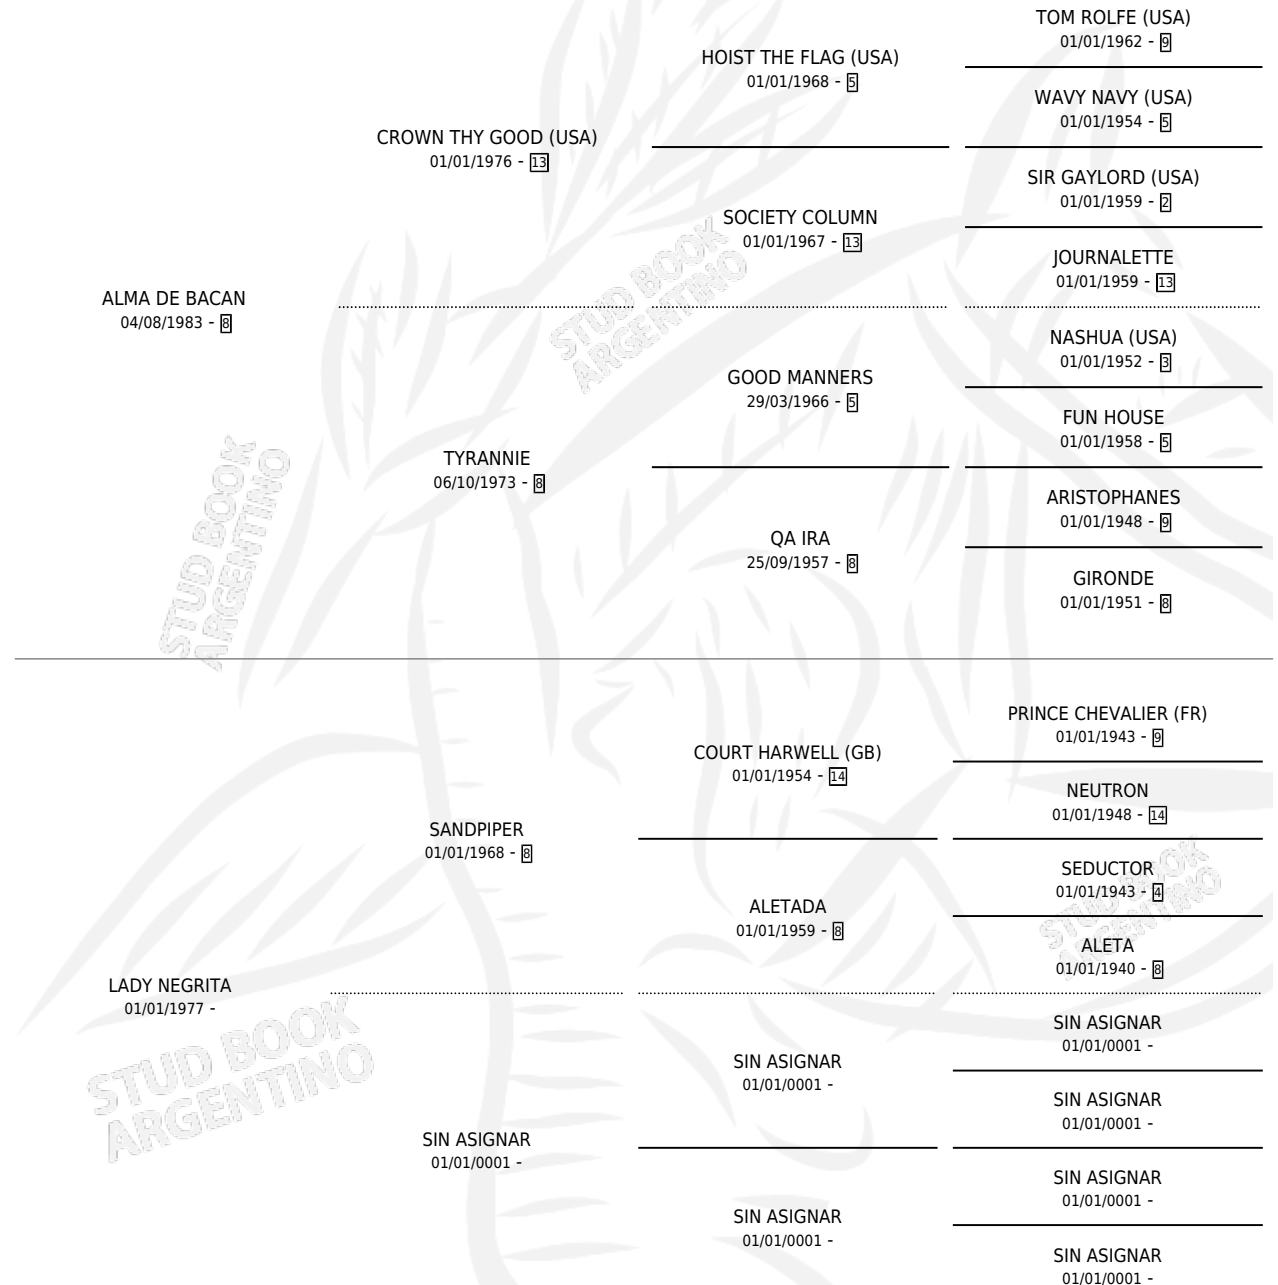 TOM ROLFE (USA)
01/01/1962 - 9
HOIST THE FLAG (USA)
01/01/1968 - 5
WAVY NAVY (USA)
01/01/1954 - 5
CROWN THY GOOD (USA)
01/01/1976 - 13
SIR GAYLORD (USA)
01/01/1959 - 2
SOCIETY COLUMN
01/01/1967 - 13
JOURNALETTE
01/01/1959 - 13
ALMA DE BACAN
04/08/1983 - 8
NASHUA (USA)
01/01/1952 - 3
GOOD MANNERS
29/03/1966 - 5
FUN HOUSE
01/01/1958 - 5
TYRANNIE
06/10/1973 - 8
ARISTOPHANES
01/01/1948 - 9
QA IRA
25/09/1957 - 8
GIRONDE
01/01/1951 - 8
STUD BOOK
ARGENTINO
STUD BOOK
ARGENTINO
PRINCE CHEVALIER (FR)
01/01/1943 - 9
COURT HARWELL (GB)
01/01/1954 - 14
NEUTRON
01/01/1948 - 14
SANDPIPER
01/01/1968 - 8
SEDUCTOR
01/01/1943 - 4
ALETADA
01/01/1959 - 8
ALETA
01/01/1940 - 8
STUD BOOK
ARGENTINO
LADY NEGRITA
01/01/1977 -
SIN ASIGNAR
01/01/0001 -
SIN ASIGNAR
01/01/0001 -
SIN ASIGNAR
01/01/0001 -
SIN ASIGNAR
01/01/0001 -
SIN ASIGNAR
01/01/0001 -
SIN ASIGNAR
01/01/0001 -
SIN ASIGNAR
01/01/0001 -
STUD BOOK
ARGENTINO